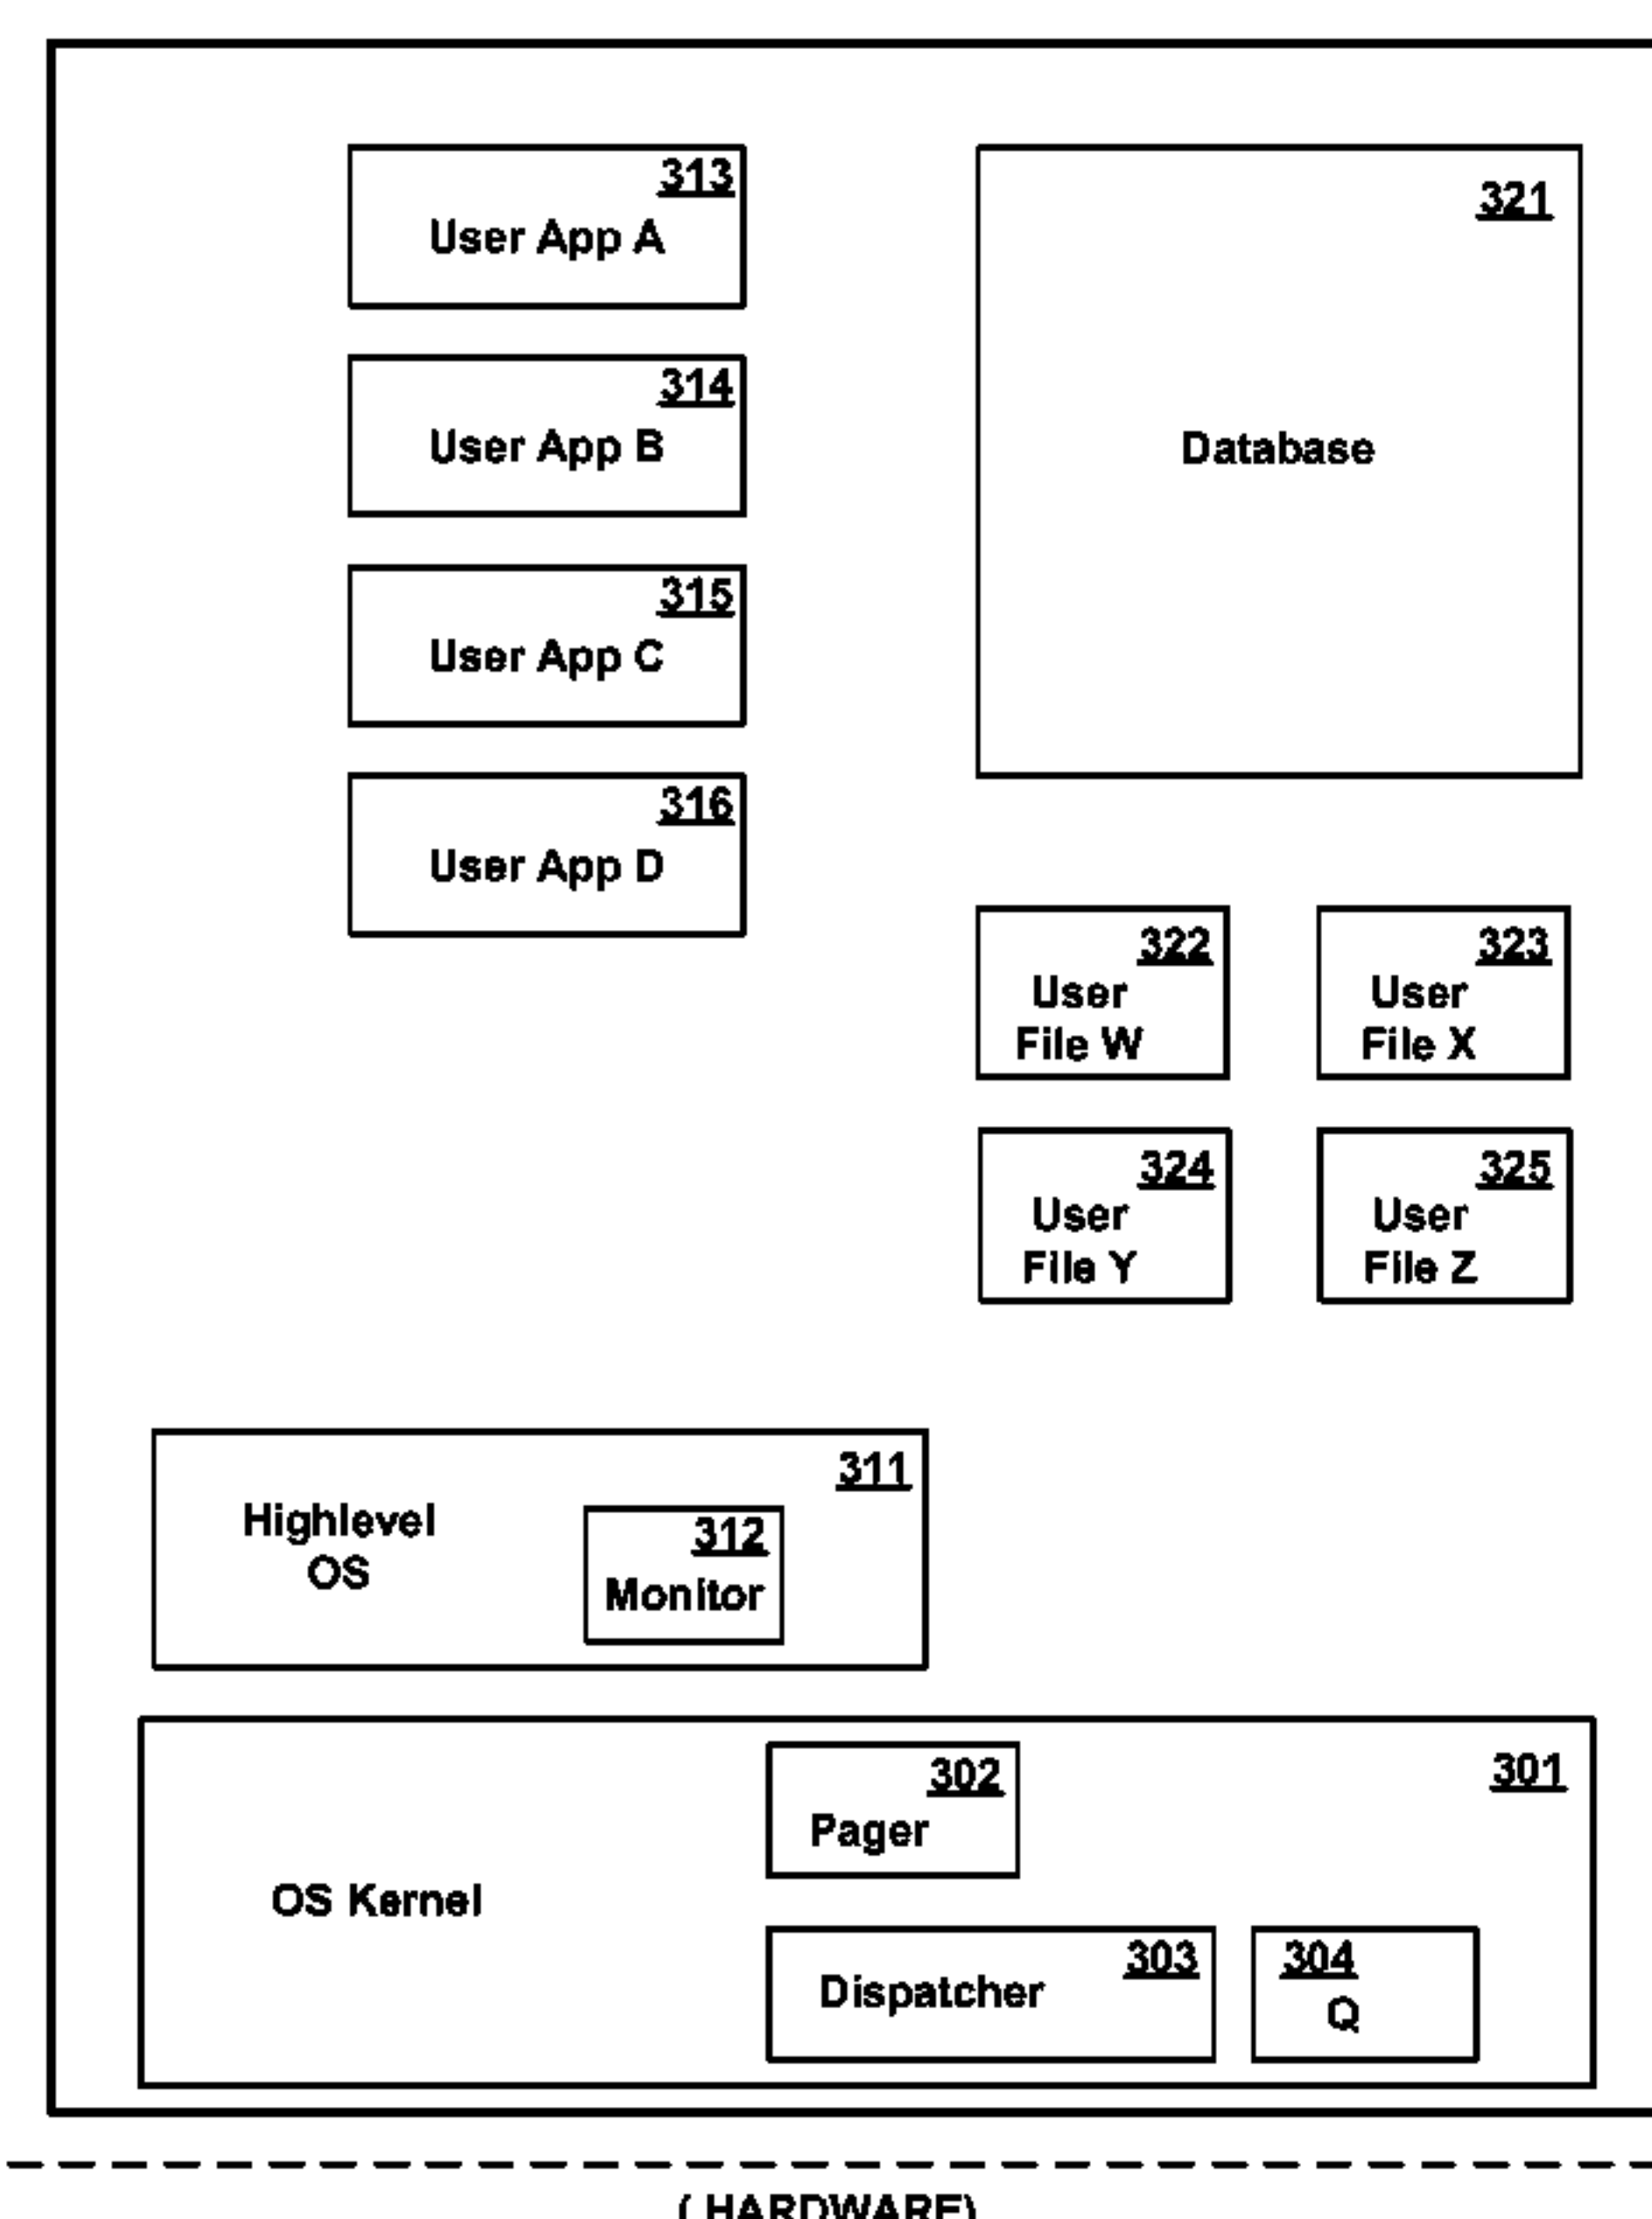 313
User App A
314
User App B
315
User App C
316
User App D
321
Database
322
User
File W
323
User
File X
324
User
File Y
325
User
File Z
311
Highlevel
OS
312
Monitor
301
OS Kernel
302
Pager
303
Dispatcher
304
Q
( HARDWARE)